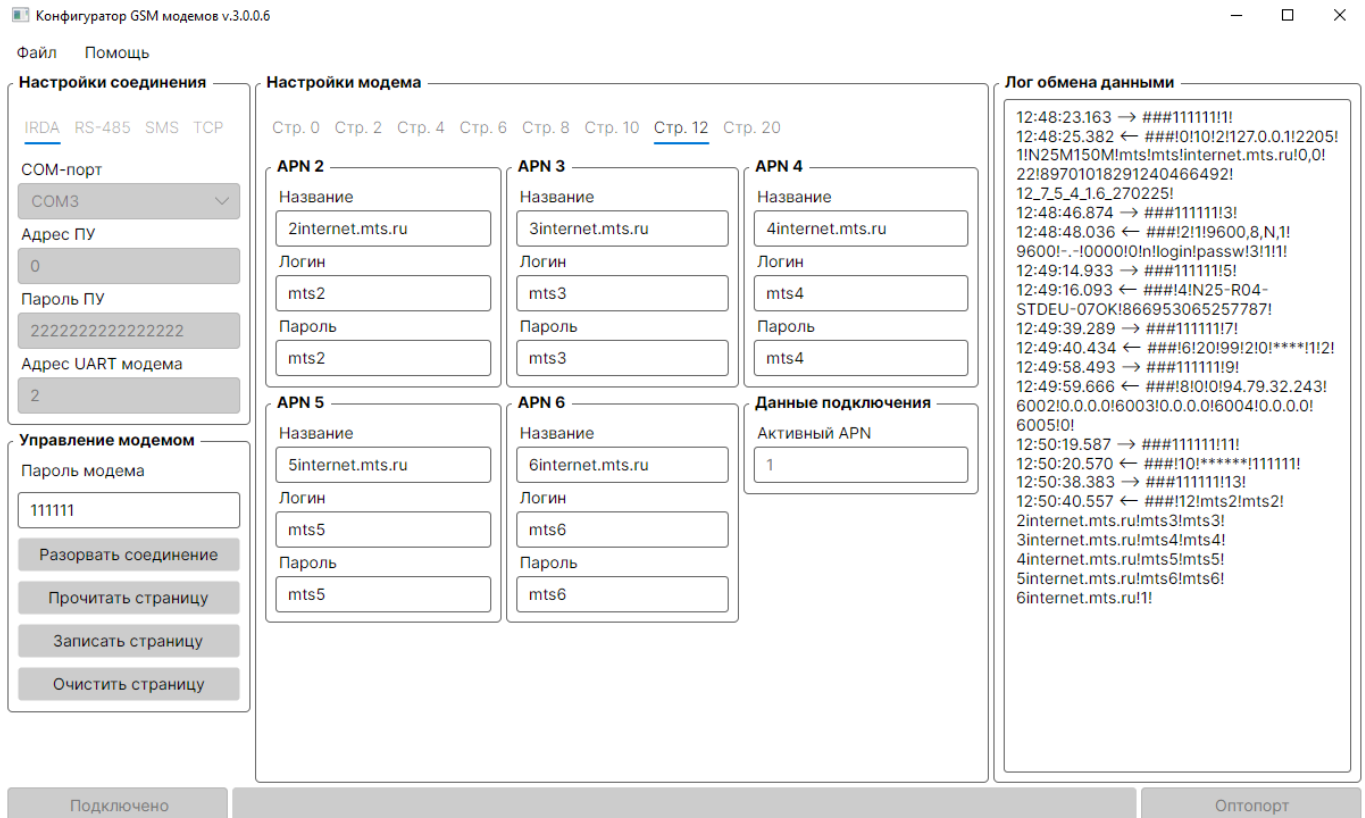 Конфигуратор GSM модемов v.3.0.0.6
Файл Помощь
Настройки соединения
IRDA RS-485 SMS TCP
COM-порт
COM3
Адрес ПУ
0
Пароль ПУ
2222222222222222
Адрес UART модема
2
Управление модемом
Пароль модема
111111
Разорвать соединение
Прочитать страницу
Записать страницу
Очистить страницу
Настройки модема
Стр. 0 Стр. 2 Стр. 4 Стр. 6 Стр. 8 Стр. 10 Стр. 12 Стр. 20
APN 2
Название
2internet.mts.ru
Логин
mts2
Пароль
mts2
APN 3
Название
3internet.mts.ru
Логин
mts3
Пароль
mts3
APN 4
Название
4internet.mts.ru
Логин
mts4
Пароль
mts4
APN 5
Название
5internet.mts.ru
Логин
mts5
Пароль
mts5
APN 6
Название
6internet.mts.ru
Логин
mts6
Пароль
mts6
Данные подключения
Активный APN
1
Лог обмена данными
12:48:23.163 → ###111111!1!
12:48:25.382 ← ###!0!10!2!127.0.0.1!2205!
1!N25M150M!mts!mts!internet.mts.ru!0,0!
22!89701018291240466492!
12_7_5_4_1.6_270225!
12:48:46.874 → ###111111!3!
12:48:48.036 ← ###!2!1!9600,8,N,1!
9600!-.-!0000!0!n!login!passw!3!1!1!
12:49:14.933 → ###111111!5!
12:49:16.093 ← ###!4!N25-R04-
STDEU-07OK!866953065257787!
12:49:39.289 → ###111111!7!
12:49:40.434 ← ###!6!20!99!2!0!****!1!2!
12:49:58.493 → ###111111!9!
12:49:59.666 ← ###!8!0!0!94.79.32.243!
6002!0.0.0.0!6003!0.0.0.0!6004!0.0.0.0!
6005!0!
12:50:19.587 → ###111111!11!
12:50:20.570 ← ###!10!******!111111!
12:50:38.383 → ###111111!13!
12:50:40.557 ← ###!12!mts2!mts2!
2internet.mts.ru!mts3!mts3!
3internet.mts.ru!mts4!mts4!
4internet.mts.ru!mts5!mts5!
5internet.mts.ru!mts6!mts6!
6internet.mts.ru!1!
Подключено
Оптопорт